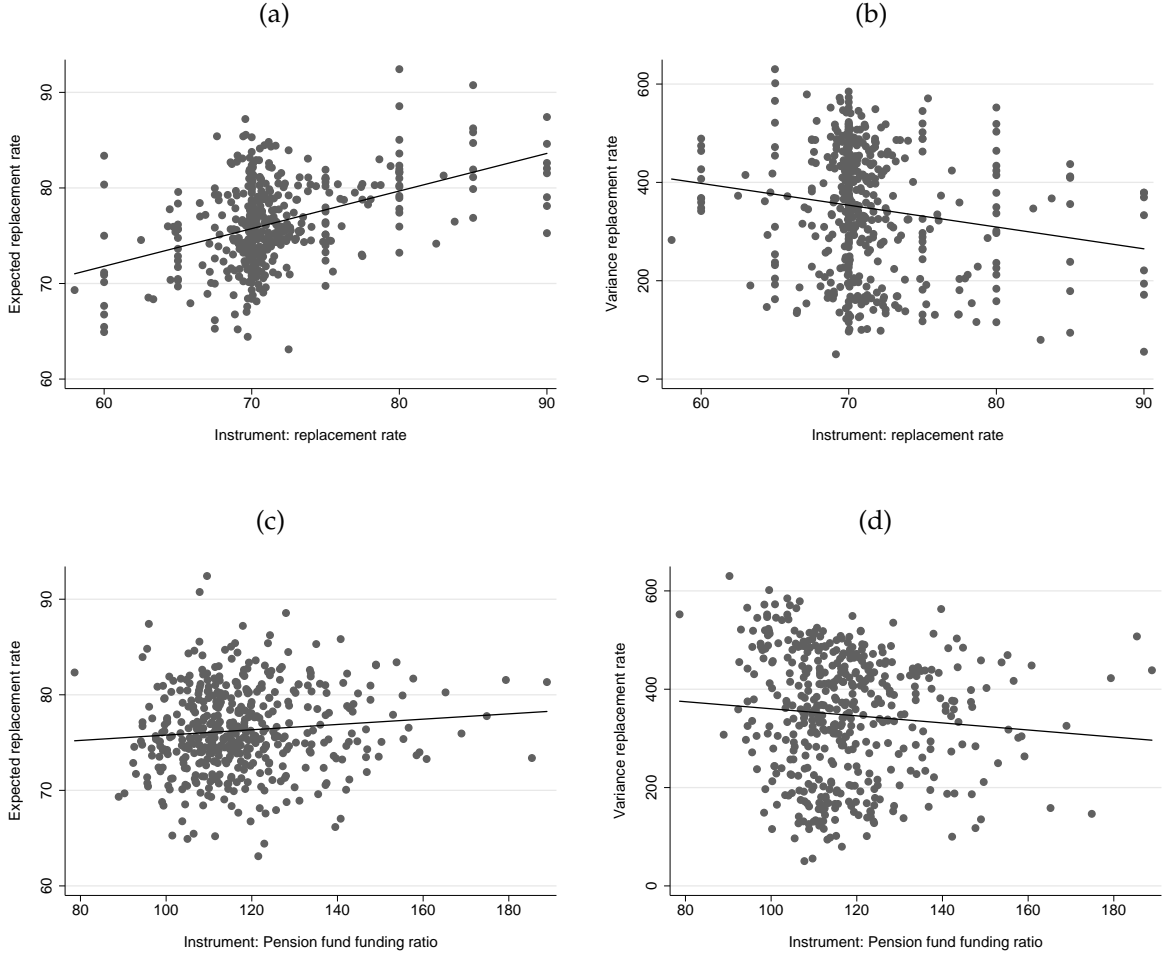 (a)
Expected replacement rate
90
80
70
60
60 70 80 90
Instrument: replacement rate
(b)
Variance replacement rate
600
400
200
0
60 70 80 90
Instrument: replacement rate
(c)
Expected replacement rate
90
80
70
60
80 100 120 140 160 180
Instrument: Pension fund funding ratio
(d)
Variance replacement rate
600
400
200
0
80 100 120 140 160 180
Instrument: Pension fund funding ratio